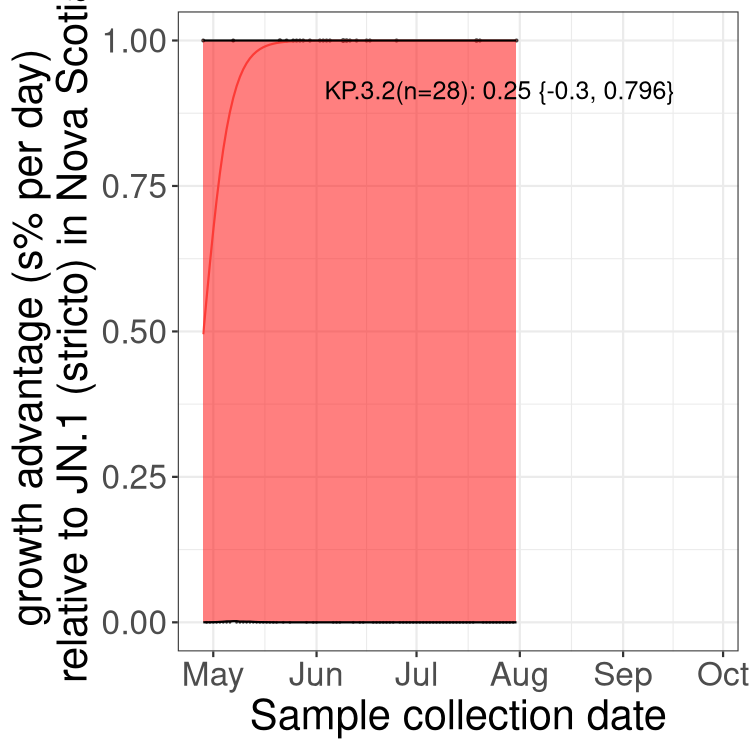 growth advantage (s% per day)
relative to JN.1 (stricto) in Nova Scotia
1.00
0.75
0.50
0.25
0.00
KP.3.2(n=28): 0.25 {-0.3, 0.796}
May Jun Jul Aug Sep Oct
Sample collection date